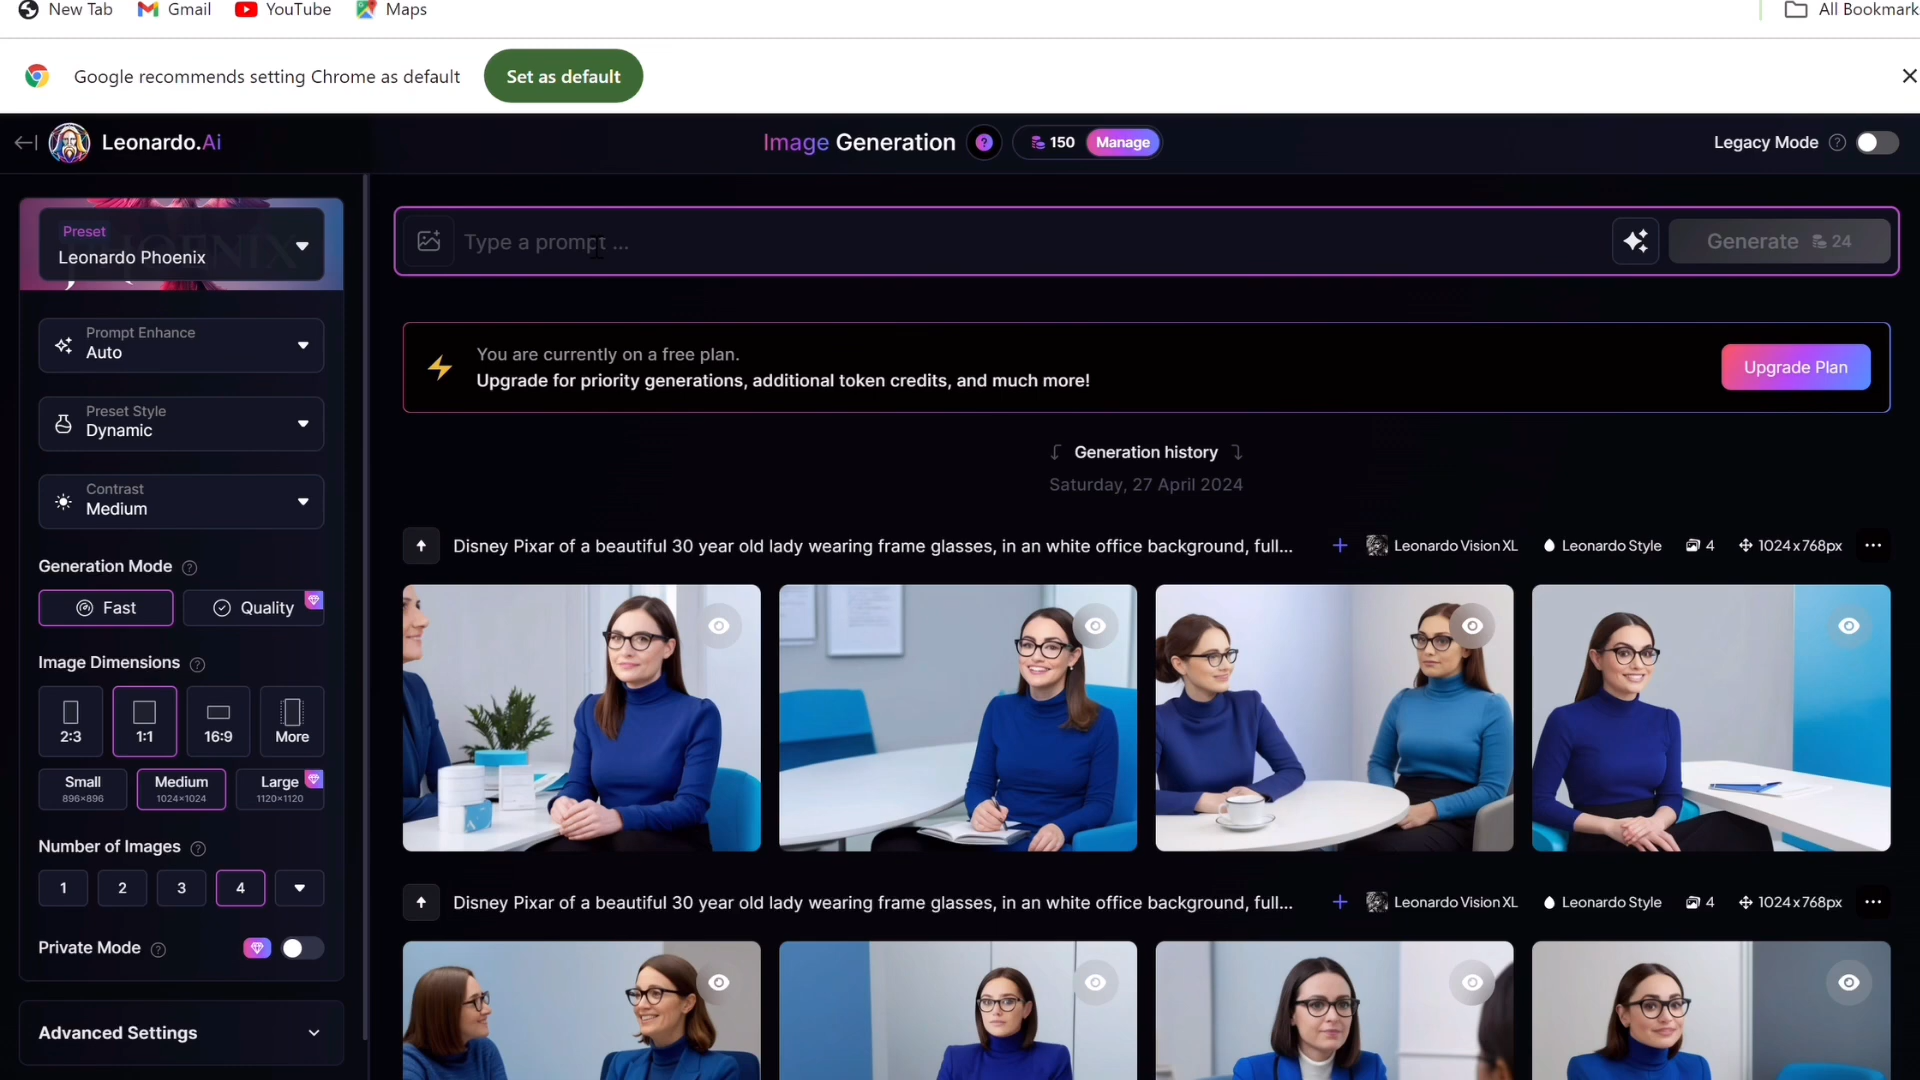 New Tab
Gmail
YouTube
Maps
All Bookmark
Google recommends setting Chrome as default
Set as default
Leonardo.Ai
Image Generation
150
Manage
Legacy Mode
Preset
Leonardo Phoenix
Type a prompt ...
Generate 24
Prompt Enhance
Auto
You are currently on a free plan.
Upgrade for priority generations, additional token credits, and much more!
Upgrade Plan
Preset Style
Dynamic
Contrast
Medium
Generation history
Saturday, 27 April 2024
Generation Mode
Fast
Quality
Disney Pixar of a beautiful 30 year old lady wearing frame glasses, in an white office background, full...
Leonardo Vision XL
Leonardo Style
4
1024x768px
Image Dimensions
2:3
1:1
16:9
More
Small
896×896
Medium
1024×1024
Large
1120×1120
Number of Images
1
2
3
4
Private Mode
Advanced Settings
Disney Pixar of a beautiful 30 year old lady wearing frame glasses, in an white office background, full...
Leonardo Vision XL
Leonardo Style
4
1024x768px